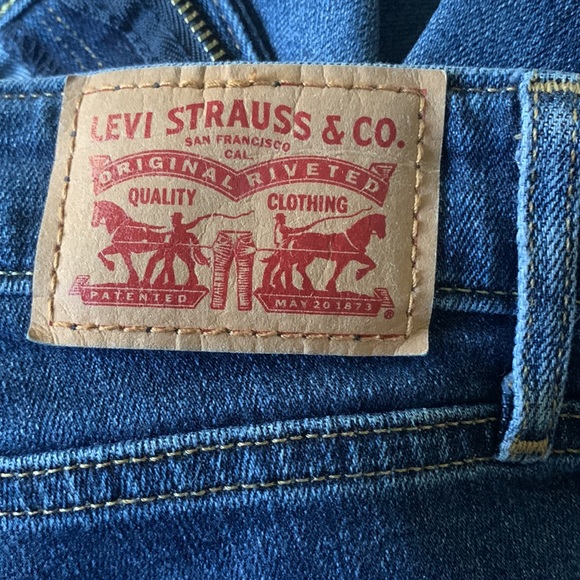 LEVI STRAUSS & CO.
SAN FRANCISCO
CAL.
ORIGINAL RIVETED
QUALITY CLOTHING
PATENTED MAY 20 1873
®